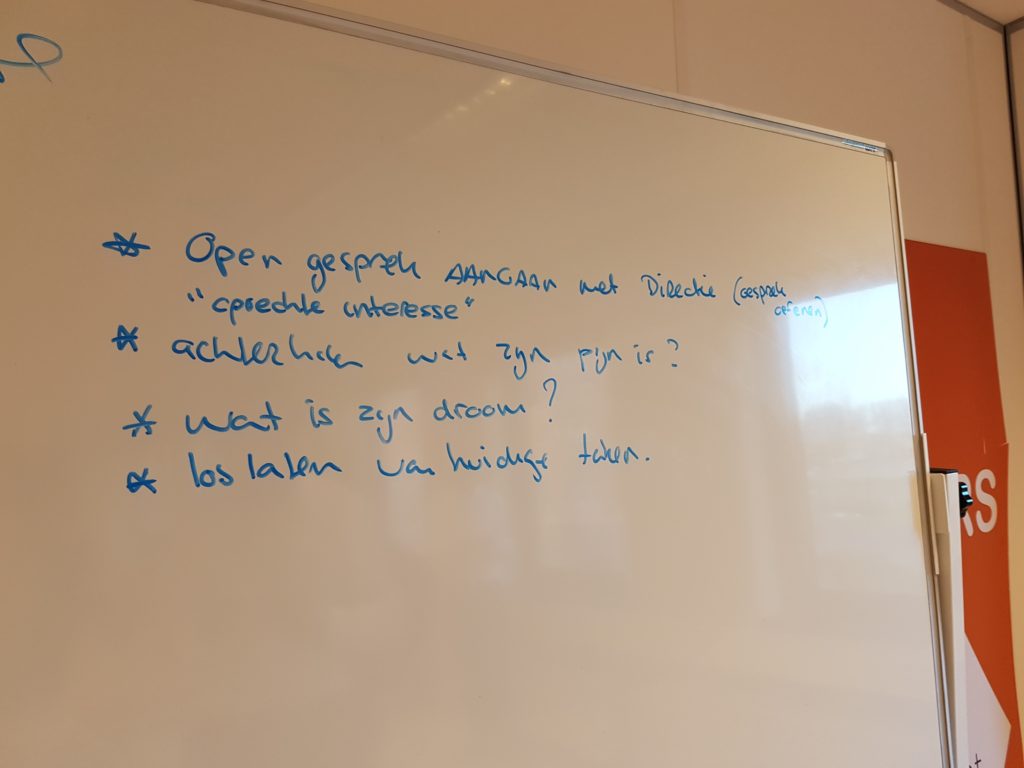 * Open gesprek AANGAAN met Directie (Gesprek
oefenen)
"oprechte interesse"
* achterhalen wat zijn pijn is?
* wat is zijn droom?
* los laten van huidige taken.
RS